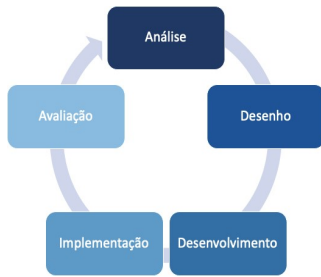 Análise
Desenho
Desenvolvimento
Implementação
Avaliação